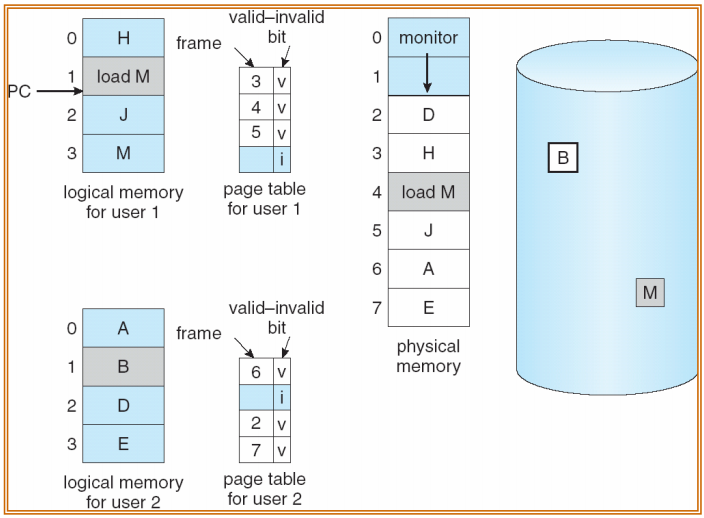 valid–invalid
bit
frame
0 H
1 load M
2 J
3 M
PC
3 v
4 v
5 v
i
logical memory
for user 1
page table
for user 1
0 monitor
1
2 D
3 H
4 load M
5 J
6 A
7 E
physical
memory
B
M
valid–invalid
bit
frame
0 A
1 B
2 D
3 E
6 v
i
2 v
7 v
logical memory
for user 2
page table
for user 2